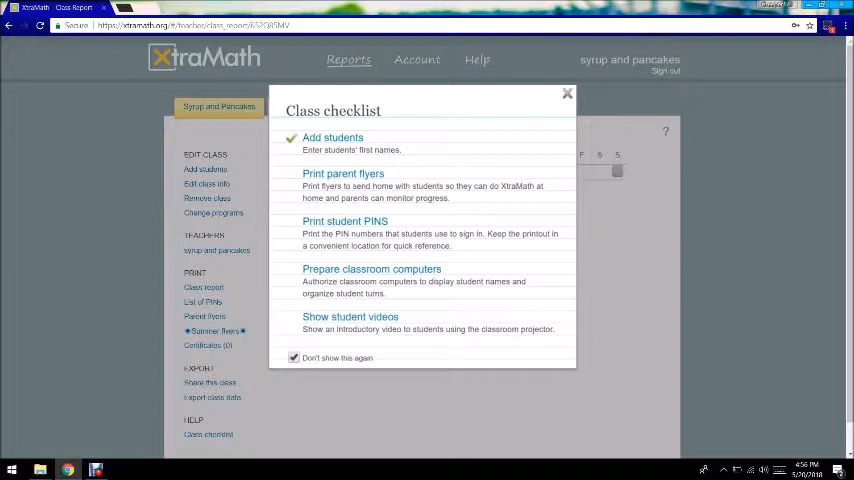 XtraMath Class Report
Secure
https://xtramath.org/#/teacher/class_report/652Q85MV
XtraMath
Reports
Account
Help
syrup and pancakes
Sign out
Syrup and Pancakes
?
F S S
EDIT CLASS
Add students
Edit class info
Remove class
Change programs
TEACHERS
syrup and pancakes
PRINT
Class report
List of PINs
Parent flyers
☀Summer flyers☀
Certificates (0)
EXPORT
Share this class
Export class data
HELP
Class checklist
Class checklist
Add students
Enter students' first names.
Print parent flyers
Print flyers to send home with students so they can do XtraMath at
home and parents can monitor progress.
Print student PINS
Print the PIN numbers that students use to sign in. Keep the printout in
a convenient location for quick reference.
Prepare classroom computers
Authorize classroom computers to display student names and
organize student turns.
Show student videos
Show an introductory video to students using the classroom projector.
Don't show this again
4:56 PM
5/20/2018